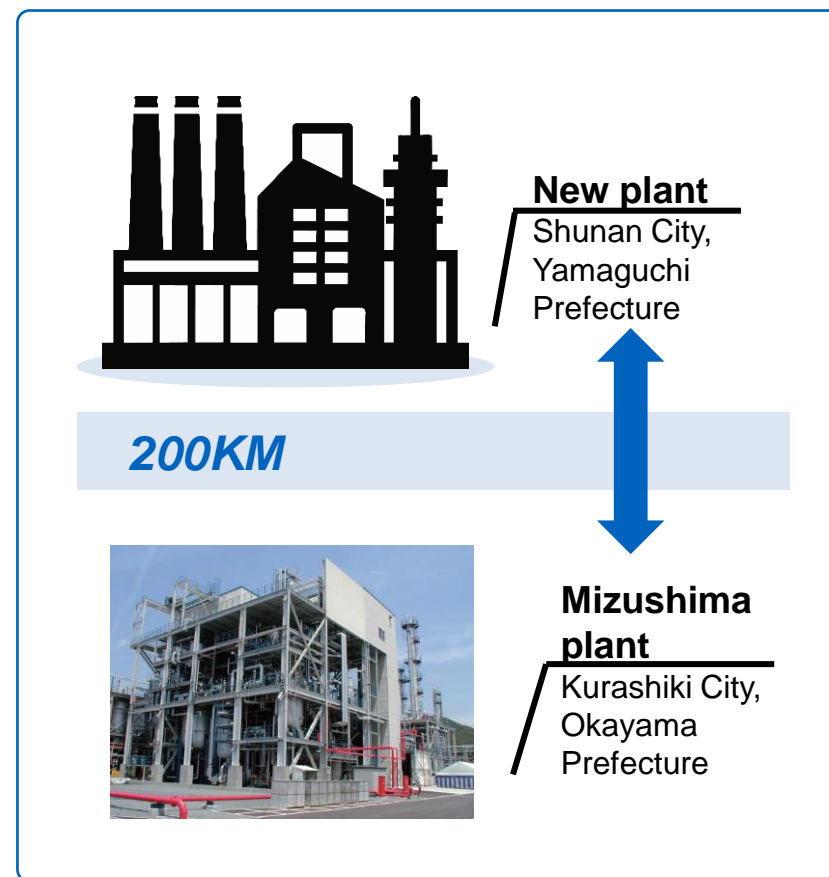 New plant
Shunan City,
Yamaguchi
Prefecture
200KM
Mizushima
plant
Kurashiki City,
Okayama
Prefecture